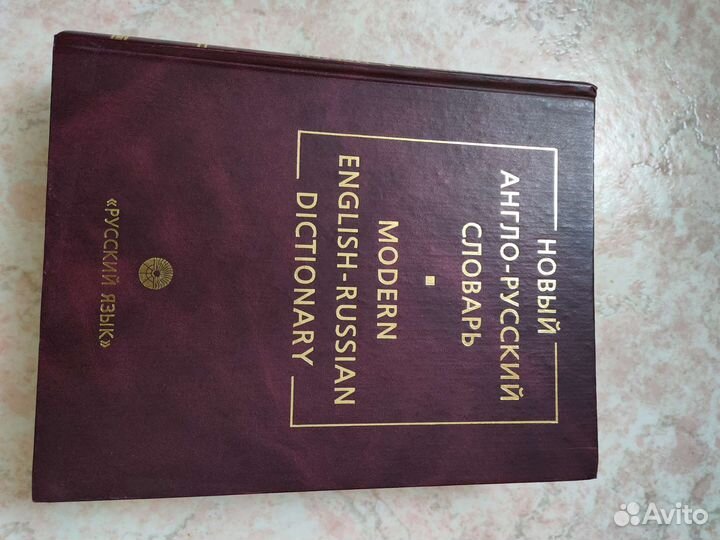 НОВЫЙ
АНГЛО-РУССКИЙ
СЛОВАРЬ
MODERN
ENGLISH-RUSSIAN
DICTIONARY
«РУССКИЙ ЯЗЫК»
Avito